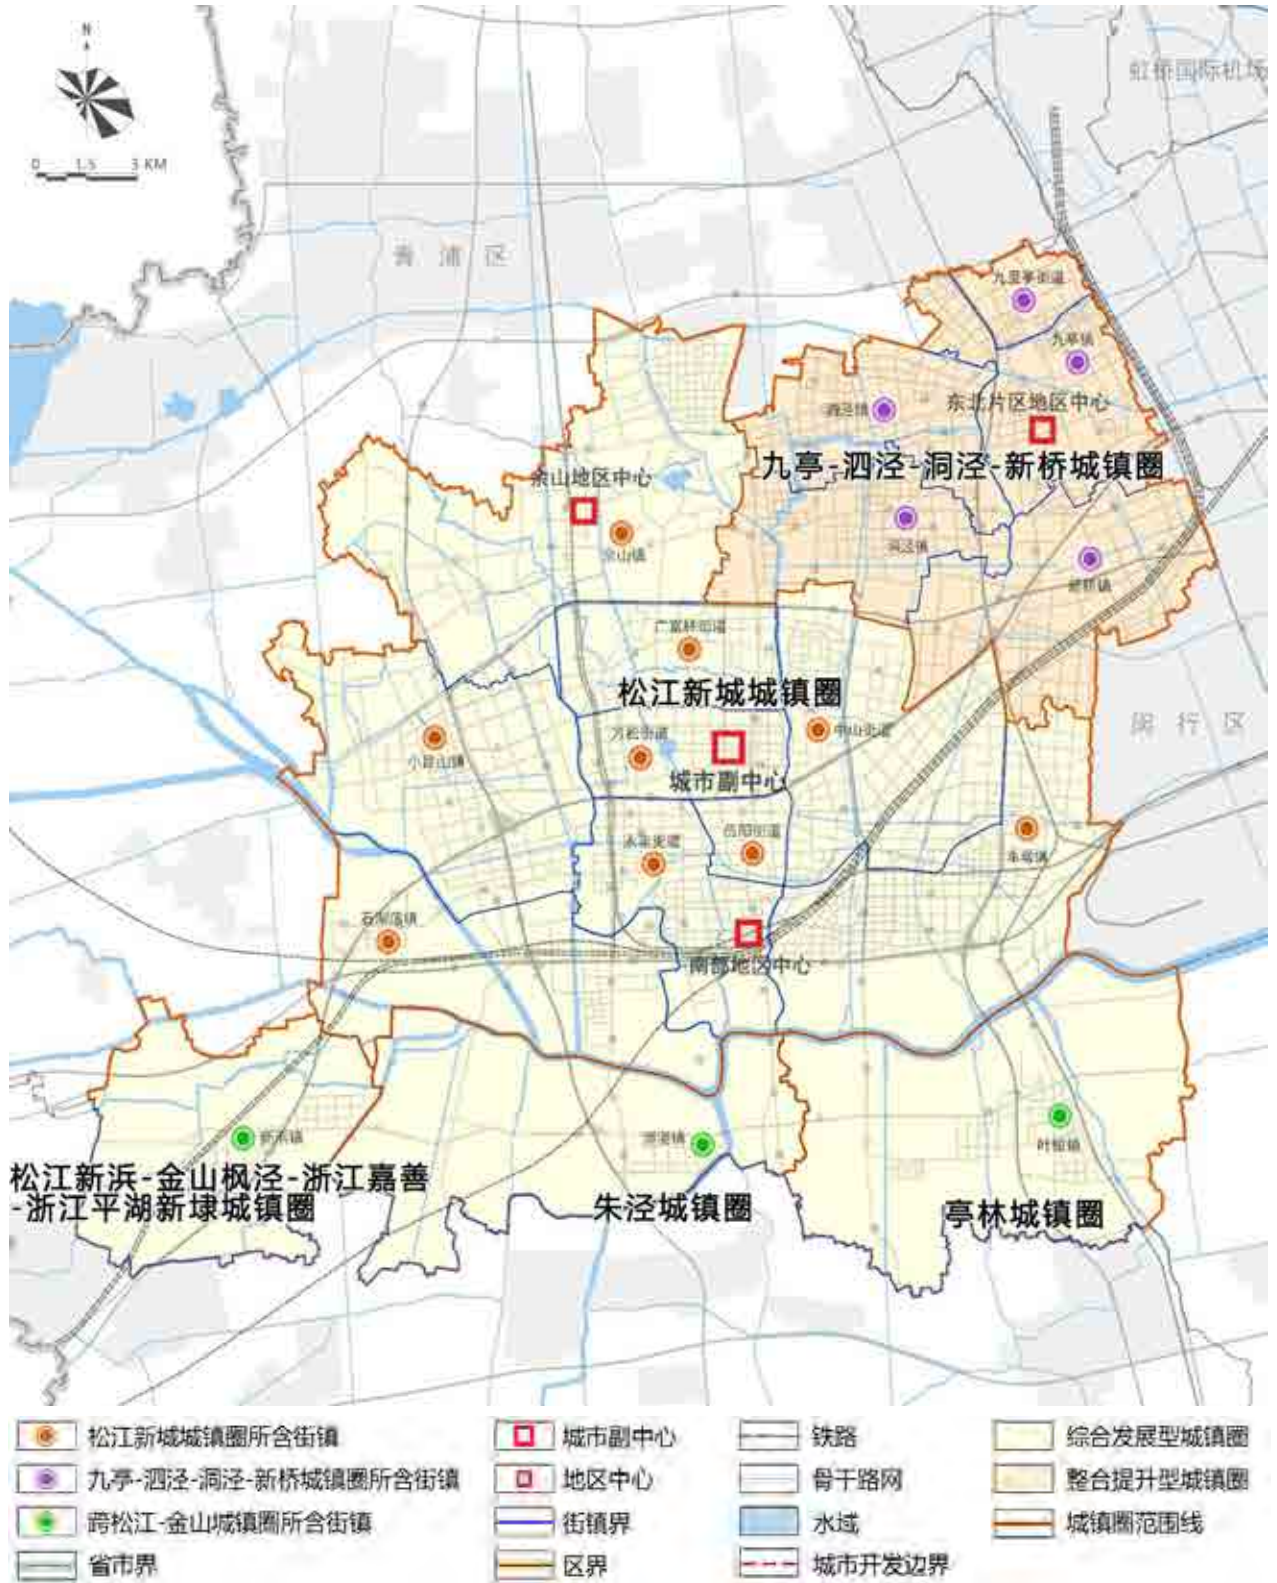 N
0 1.5 3 KM
虹桥国际机场
青浦区
九里亭街道
九亭镇
泗泾镇
东北片区地区中心
九亭-泗泾-洞泾-新桥城镇圈
佘山地区中心
佘山镇
洞泾镇
新桥镇
广富林街道
松江新城城镇圈
闵行区
方松街道
中山街道
小昆山镇
城市副中心
永丰街道
岳阳街道
车墩镇
石湖荡镇
南部地区中心
新浜镇
泖港镇
叶榭镇
松江新浜-金山枫泾-浙江嘉善
-浙江平湖新埭城镇圈
朱泾城镇圈
亭林城镇圈
松江新城城镇圈所含街镇
城市副中心
铁路
综合发展型城镇圈
九亭-泗泾-洞泾-新桥城镇圈所含街镇
地区中心
骨干路网
整合提升型城镇圈
跨松江-金山城镇圈所含街镇
街镇界
水域
城镇圈范围线
省市界
区界
城市开发边界